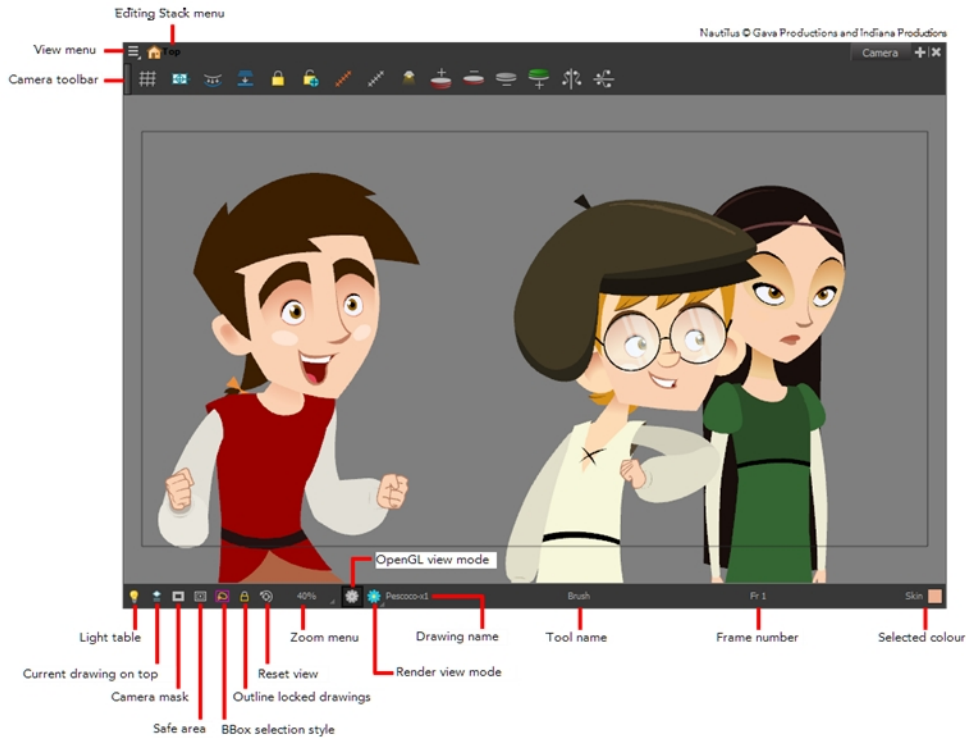 Editing Stack menu
Nautilus © Gava Productions and Indiana Productions
View menu
Top
Camera
Camera toolbar
OpenGL view mode
40%
Pescoco-x1
Brush
Fr 1
Skin
Light table
Zoom menu
Drawing name
Tool name
Frame number
Selected colour
Current drawing on top
Reset view
Render view mode
Camera mask
Outline locked drawings
Safe area
BBox selection style